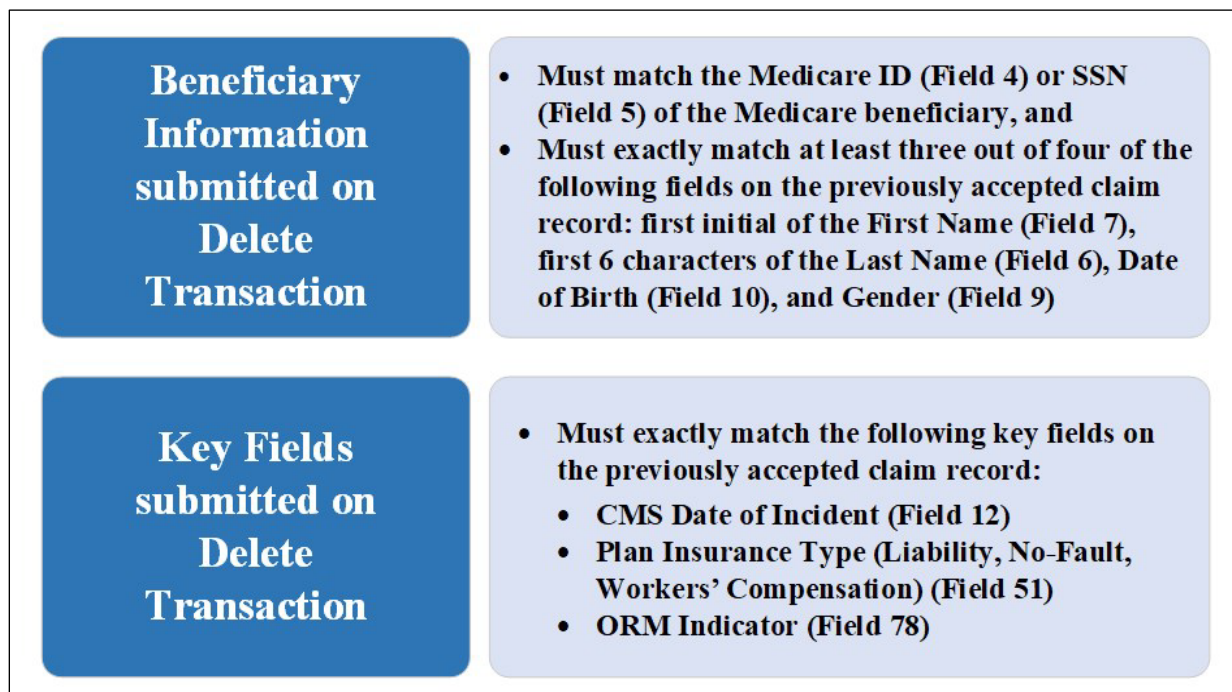 Beneficiary
Information
submitted on
Delete
Transaction
• Must match the Medicare ID (Field 4) or SSN
(Field 5) of the Medicare beneficiary, and
• Must exactly match at least three out of four of the
following fields on the previously accepted claim
record: first initial of the First Name (Field 7),
first 6 characters of the Last Name (Field 6), Date
of Birth (Field 10), and Gender (Field 9)
Key Fields
submitted on
Delete
Transaction
• Must exactly match the following key fields on
the previously accepted claim record:
• CMS Date of Incident (Field 12)
• Plan Insurance Type (Liability, No-Fault,
Workers’ Compensation) (Field 51)
• ORM Indicator (Field 78)